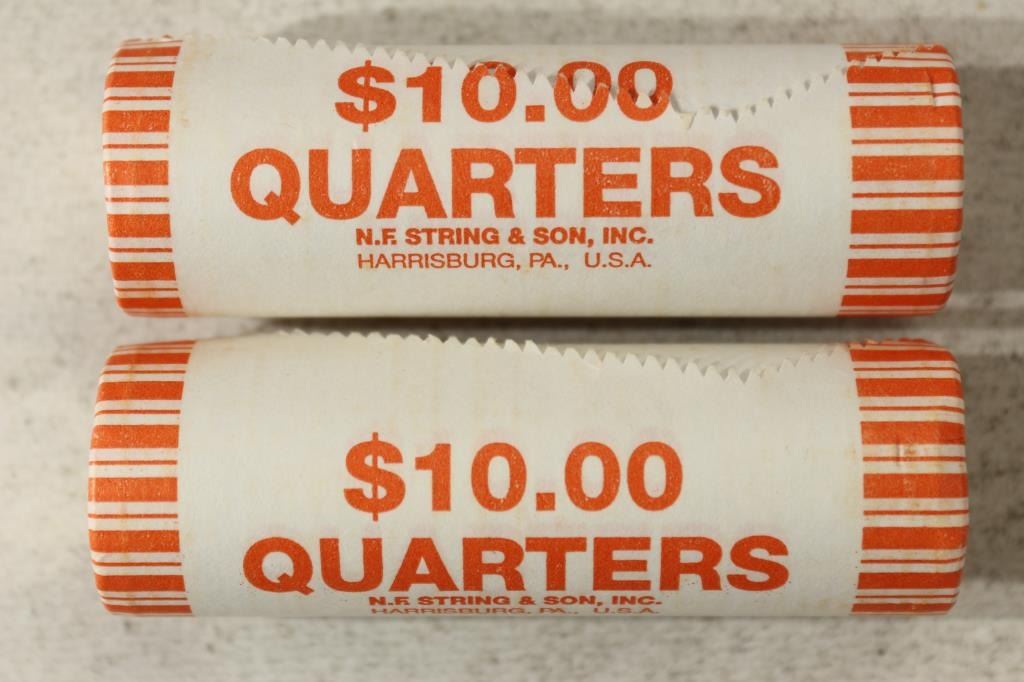 $10.00
QUARTERS
N.F. STRING & SON, INC.
HARRISBURG, PA., U.S.A.
$10.00
QUARTERS
N.F. STRING & SON, INC.
HARRISBURG, PA., U.S.A.